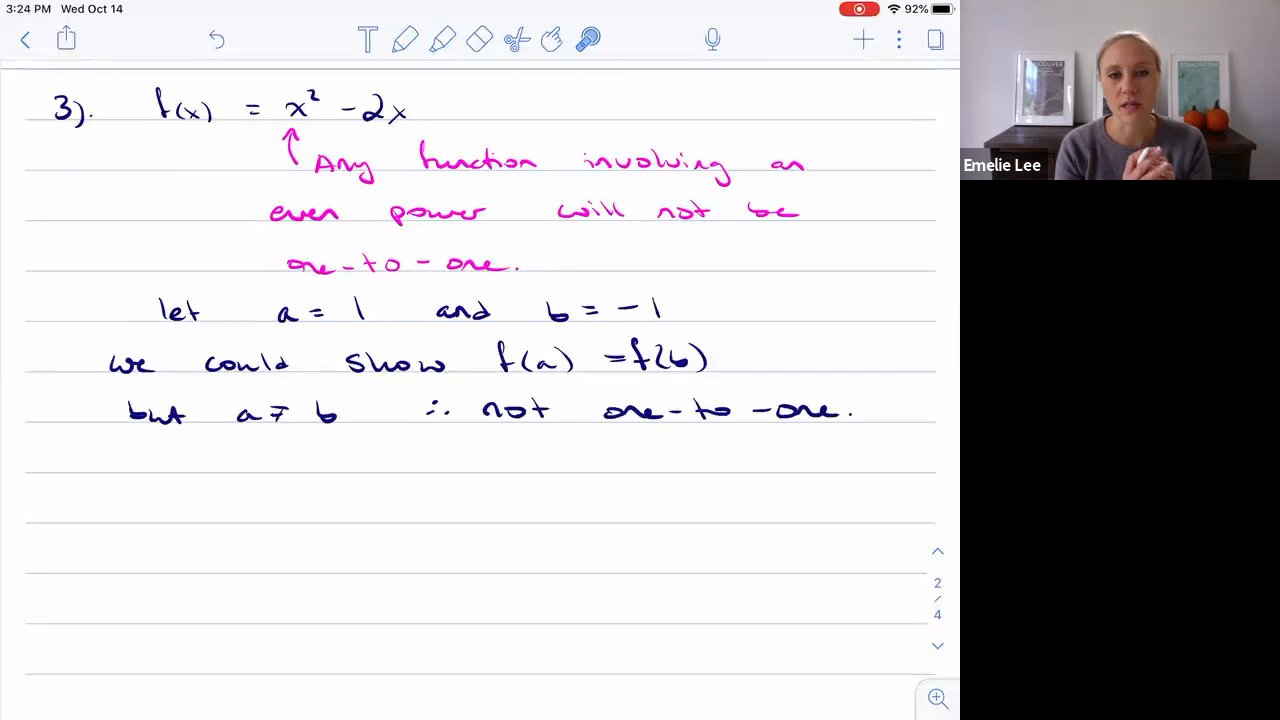 3:24 PM Wed Oct 14
92%
3). f(x) = x² - 2x
Any function involving an
even power will not be
one-to-one.
let a = 1 and b = -1
we could show f(a) = f(b)
but a ≠ b ∴ not one-to-one.
2
/
4
VANCOUVER
EDMONTON
Emelie Lee